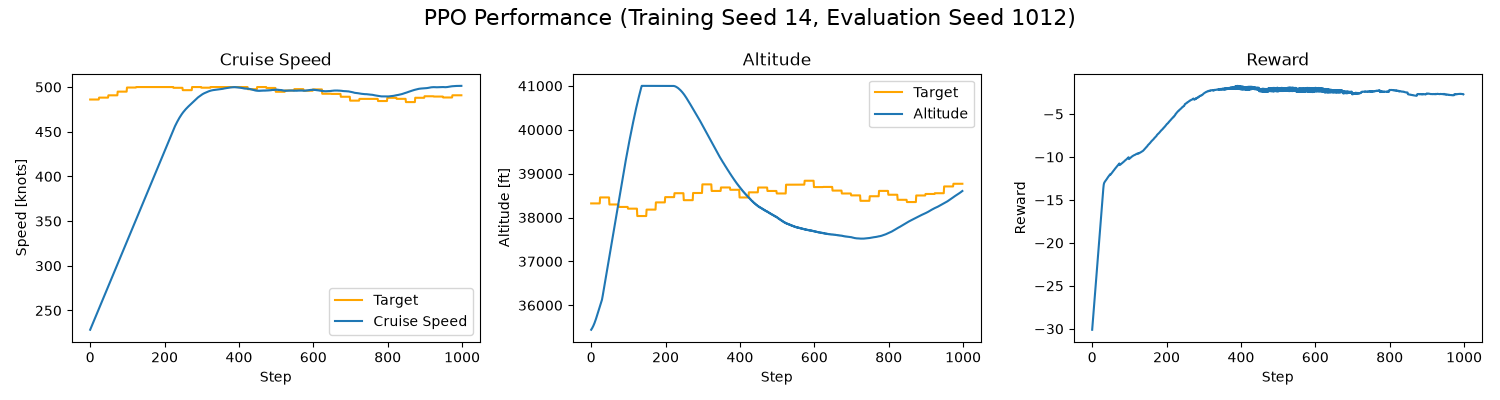 PPO Performance (Training Seed 14, Evaluation Seed 1012)
Cruise Speed
Speed [knots]
500
450
400
350
300
250
0 200 400 600 800 1000
Step
Target
Cruise Speed
Altitude
Altitude [ft]
41000
40000
39000
38000
37000
36000
0 200 400 600 800 1000
Step
Target
Altitude
Reward
Reward
−5
−10
−15
−20
−25
−30
0 200 400 600 800 1000
Step